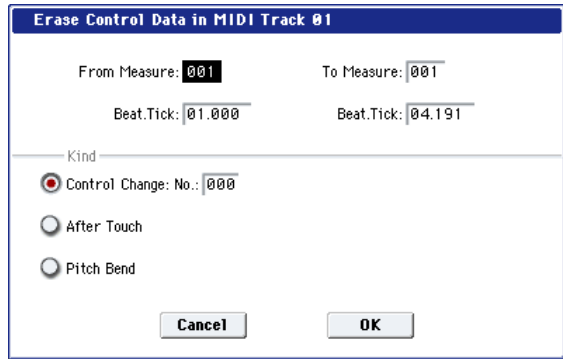 Erase Control Data in MIDI Track 01
From Measure: 001 To Measure: 001
Beat.Tick: 01.000 Beat.Tick: 04.191
Kind
Control Change: No.: 000
After Touch
Pitch Bend
Cancel OK